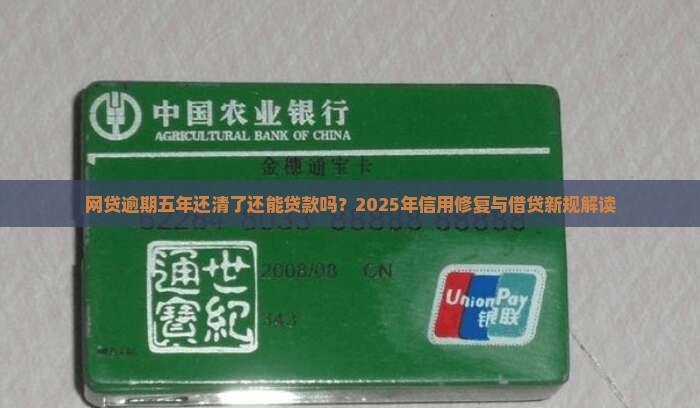 中国农业银行
AGRICULTURAL BANK OF CHINA
金穗通宝卡
网贷逾期五年还清了还能贷款吗？2025年信用修复与借贷新规解读
2008/08 CN
世紀
通寶
UnionPay
银联